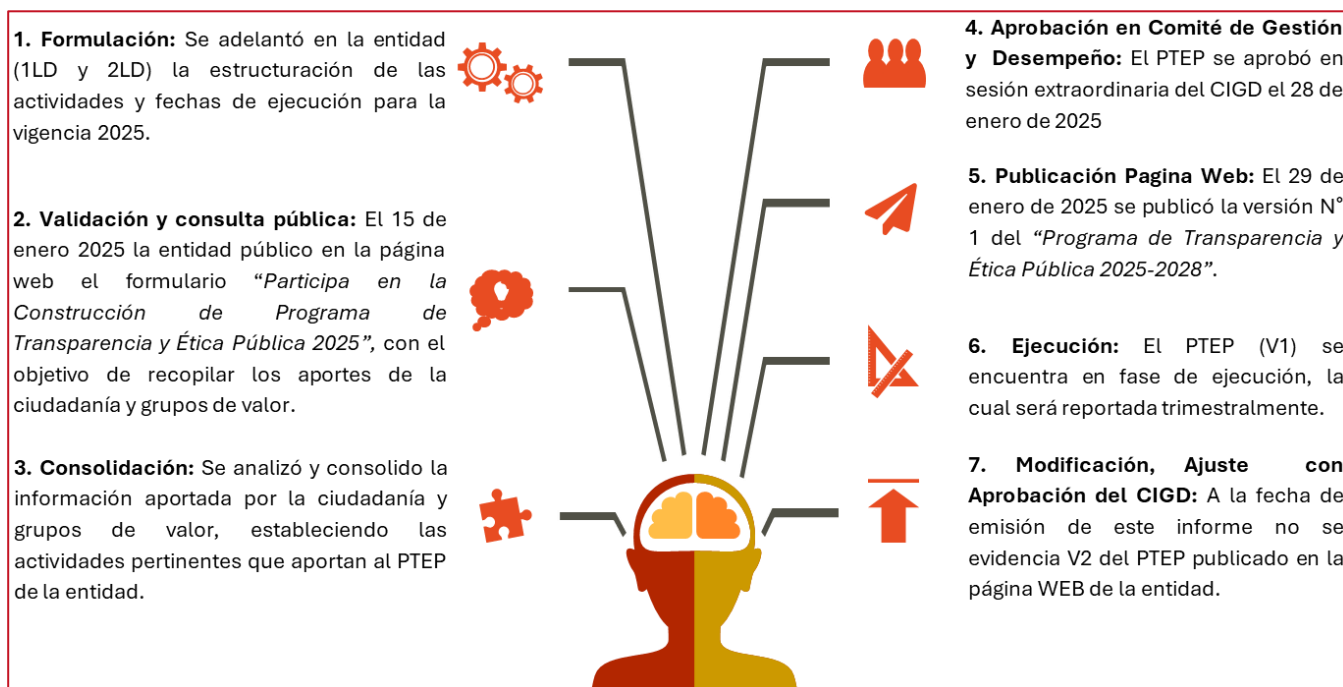 1. Formulación: Se adelantó en la entidad
(1LD y 2LD) la estructuración de las
actividades y fechas de ejecución para la
vigencia 2025.
2. Validación y consulta pública: El 15 de
enero 2025 la entidad público en la página
web el formulario “Participa en la
Construcción de Programa de
Transparencia y Ética Pública 2025”, con el
objetivo de recopilar los aportes de la
ciudadanía y grupos de valor.
3. Consolidación: Se analizó y consolido la
información aportada por la ciudadanía y
grupos de valor, estableciendo las
actividades pertinentes que aportan al PTEP
de la entidad.
4. Aprobación en Comité de Gestión
y Desempeño: El PTEP se aprobó en
sesión extraordinaria del CIGD el 28 de
enero de 2025
5. Publicación Pagina Web: El 29 de
enero de 2025 se publicó la versión N°
1 del “Programa de Transparencia y
Ética Pública 2025-2028”.
6. Ejecución: El PTEP (V1) se
encuentra en fase de ejecución, la
cual será reportada trimestralmente.
7. Modificación, Ajuste con
Aprobación del CIGD: A la fecha de
emisión de este informe no se
evidencia V2 del PTEP publicado en la
página WEB de la entidad.